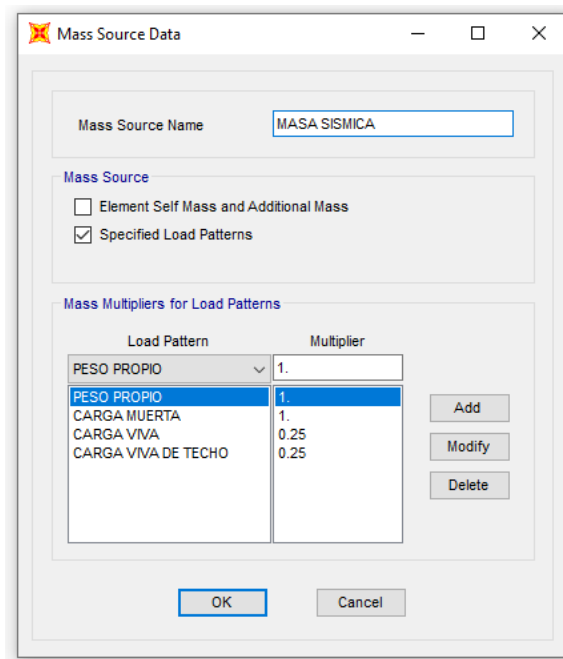 Mass Source Data
Mass Source Name MASA SISMICA
Mass Source
Element Self Mass and Additional Mass
Specified Load Patterns
Mass Multipliers for Load Patterns
Load Pattern Multiplier
PESO PROPIO 1.
PESO PROPIO 1.
CARGA MUERTA 1.
CARGA VIVA 0.25
CARGA VIVA DE TECHO 0.25
Add
Modify
Delete
OK Cancel